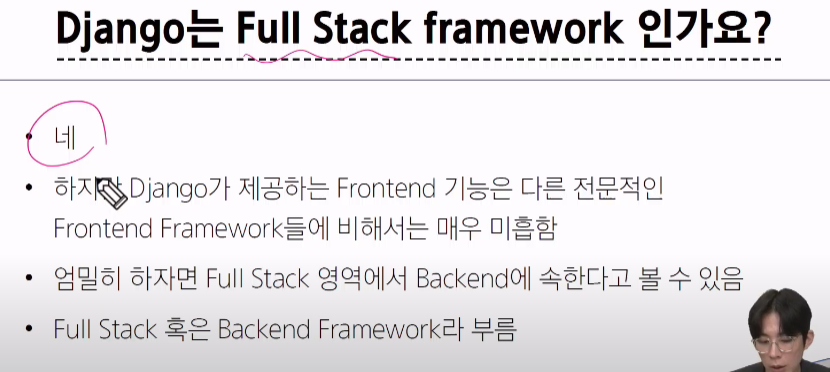 Django는 Full Stack framework 인가요?
• 네
• Django가 제공하는 Frontend 기능은 다른 전문적인
Frontend Framework들에 비해서는 매우 미흡함
• 엄밀히 하자면 Full Stack 영역에서 Backend에 속한다고 볼 수 있음
• Full Stack 혹은 Backend Framework라 부름